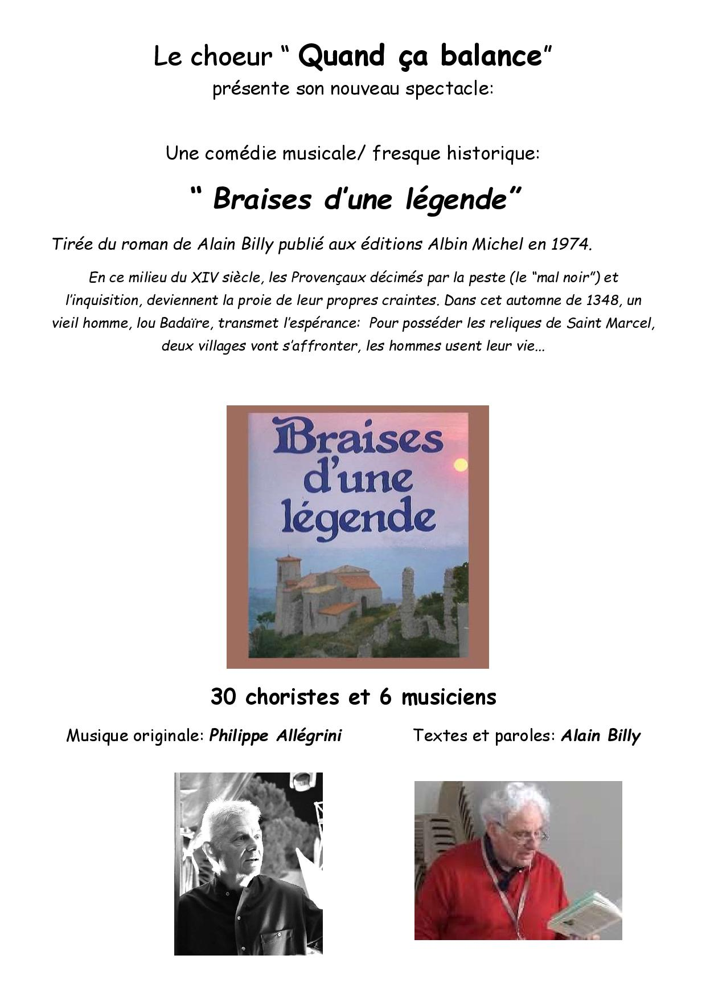 Le choeur “ Quand ça balance”
présente son nouveau spectacle:
Une comédie musicale/ fresque historique:
“ Braises d’une légende”
Tirée du roman de Alain Billy publié aux éditions Albin Michel en 1974.
En ce milieu du XIV siècle, les Provençaux décimés par la peste (le “mal noir”) et
l’inquisition, deviennent la proie de leur propres craintes. Dans cet automne de 1348, un
vieil homme, lou Badaïre, transmet l’espérance:  Pour posséder les reliques de Saint Marcel,
deux villages vont s’affronter, les hommes usent leur vie...
Braises
d'une
légende
30 choristes et 6 musiciens
Musique originale: Philippe Allégrini
Textes et paroles: Alain Billy